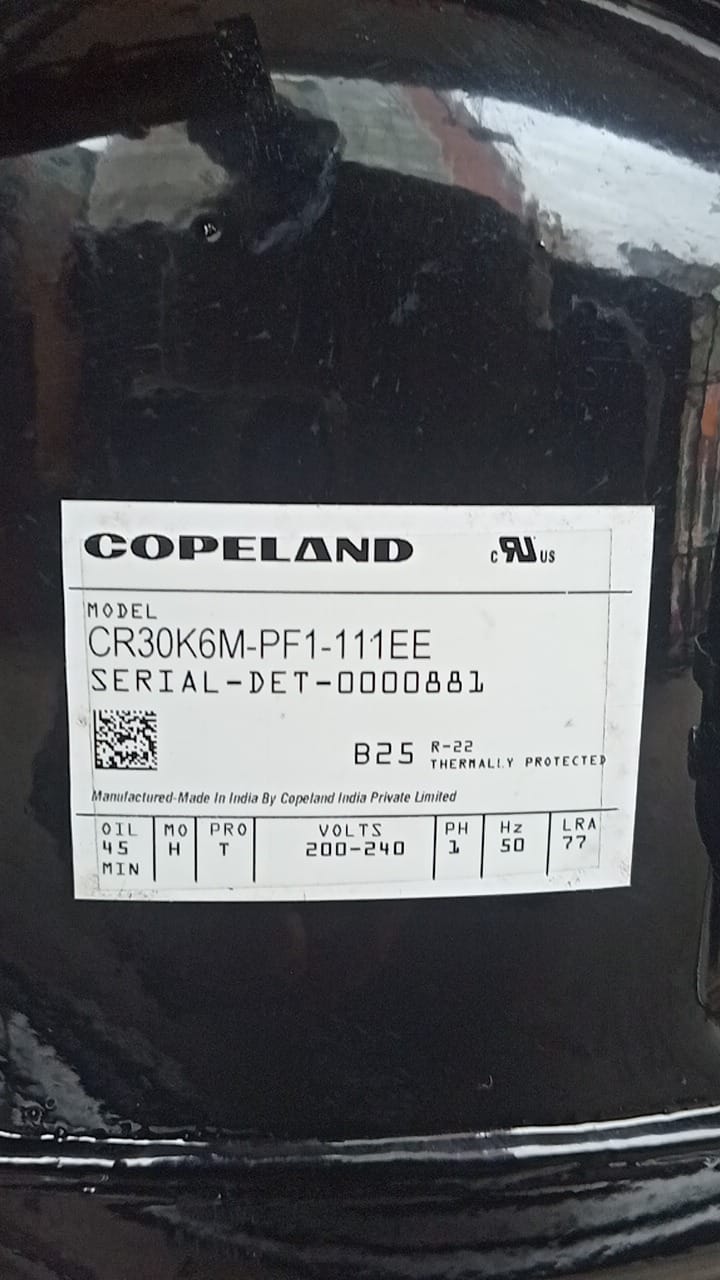 COPELAND
c RU US
MODEL
CR30K6M-PF1-111EE
SERIAL-DET-0000881
B25 R-22
THERMALLY PROTECTED
Manufactured-Made In India By Copeland India Private Limited
OIL MO PRO VOLTS PH Hz LRA
45 H T 200-240 1 50 77
MIN